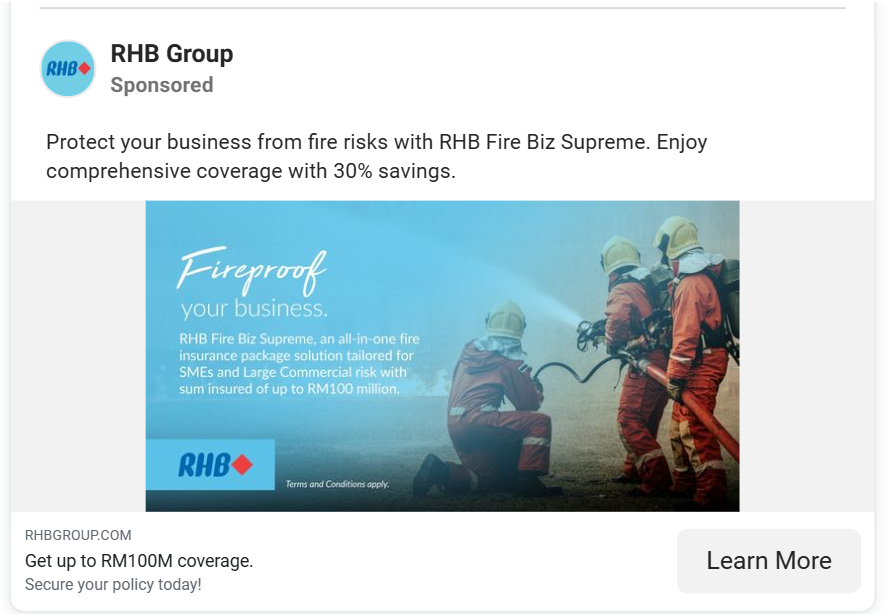 RHB
RHB Group
Sponsored
Protect your business from fire risks with RHB Fire Biz Supreme. Enjoy
comprehensive coverage with 30% savings.
Fireproof
your business.
RHB Fire Biz Supreme, an all-in-one fire
insurance package solution tailored for
SMEs and Large Commercial risk with
sum insured of up to RM100 million.
RHB
Terms and Conditions apply.
RHBGROUP.COM
Get up to RM100M coverage.
Secure your policy today!
Learn More